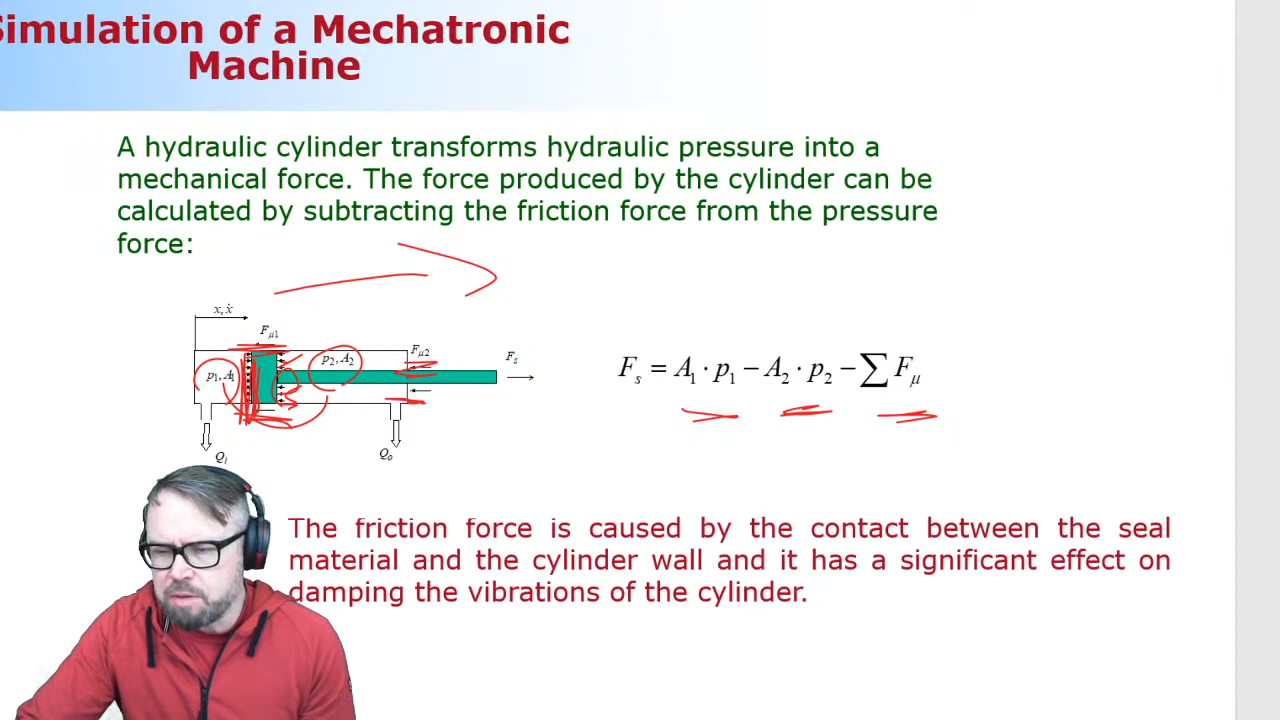 Simulation of a Mechatronic
Machine
A hydraulic cylinder transforms hydraulic pressure into a
mechanical force. The force produced by the cylinder can be
calculated by subtracting the friction force from the pressure
force:
x, ẋ
Fμ1
p₂, A₂
Fμ2
Fs
p₁, A₁
Fs = A₁ · p₁ − A₂ · p₂ − ∑ Fμ
Qi
Qo
The friction force is caused by the contact between the seal
material and the cylinder wall and it has a significant effect on
damping the vibrations of the cylinder.